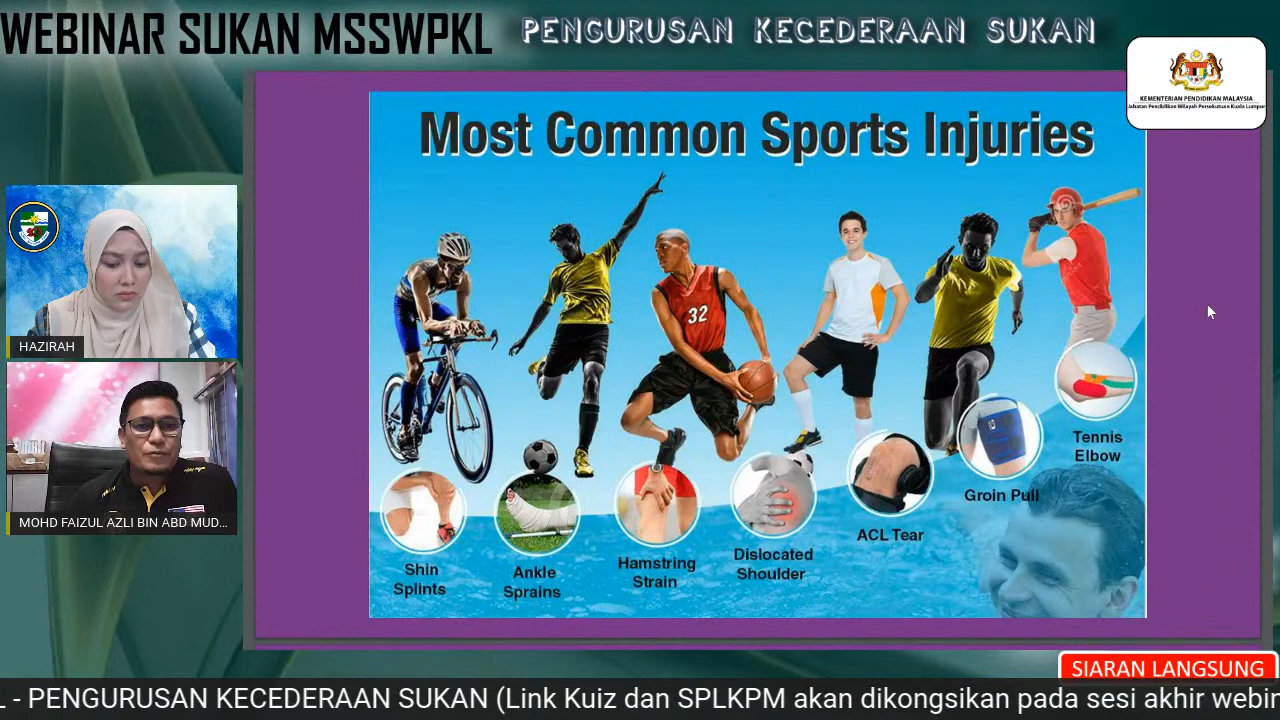 WEBINAR SUKAN MSSWPKL
PENGURUSAN KECEDERAAN SUKAN
KEMENTERIAN PENDIDIKAN MALAYSIA
Jabatan Pendidikan Wilayah Persekutuan Kuala Lumpur
Most Common Sports Injuries
32
HAZIRAH
MOHD FAIZUL AZLI BIN ABD MUD...
Shin
Splints
Ankle
Sprains
Hamstring
Strain
Dislocated
Shoulder
ACL Tear
Groin Pull
Tennis
Elbow
SIARAN LANGSUNG
- PENGURUSAN KECEDERAAN SUKAN (Link Kuiz dan SPLKPM akan dikongsikan pada sesi akhir webin